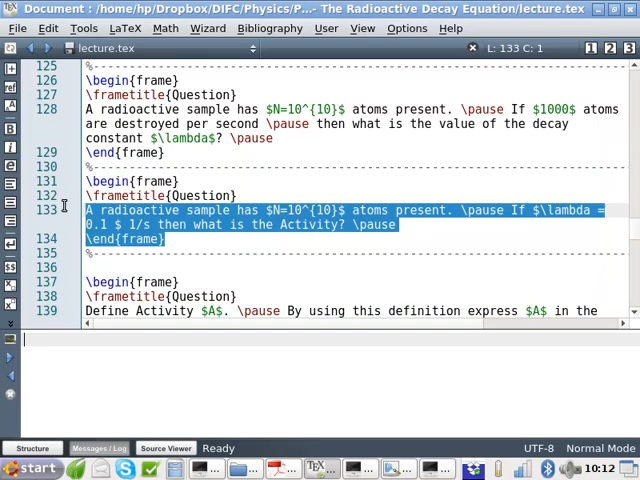 Document : /home/hp/Dropbox/DIFC/Physics/P...- The Radioactive Decay Equation/lecture.tex
File Edit Tools LaTeX Math Wizard Bibliography User View Options Help
lecture.tex L: 133 C: 1 1 2 3
125 %--------------------------------------------------------------------
126 \begin{frame}
127 \frametitle{Question}
128 A radioactive sample has $N=10^{10}$ atoms present. \pause If $1000$ atoms
are destroyed per second \pause then what is the value of the decay
constant $\lambda$? \pause
129 \end{frame}
130 %--------------------------------------------------------------------
131 \begin{frame}
132 \frametitle{Question}
133 A radioactive sample has $N=10^{10}$ atoms present. \pause If $\lambda =
0.1 $ 1/s then what is the Activity? \pause
134 \end{frame}
135 %--------------------------------------------------------------------
136
137 \begin{frame}
138 \frametitle{Question}
139 Define Activity $A$. \pause By using this definition express $A$ in the
Structure Messages / Log Source Viewer Ready UTF-8 Normal Mode
start ... ... ... TEX ... ... ... ... 10:12